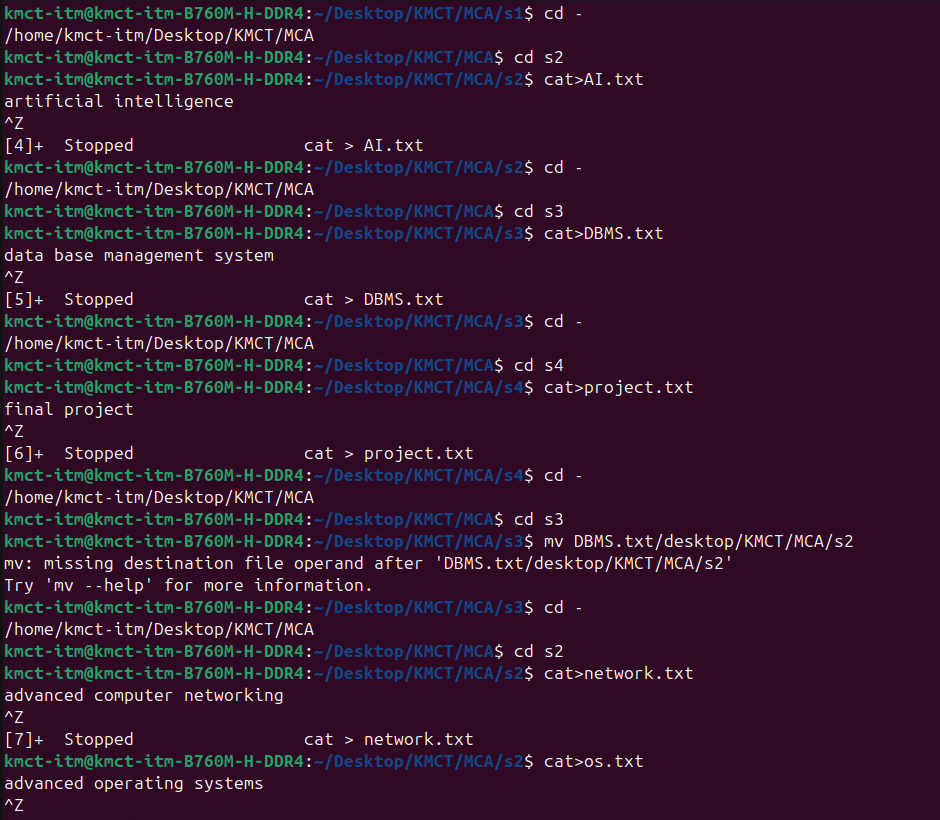 kmct-itm@kmct-itm-B760M-H-DDR4:~/Desktop/KMCT/MCA/s1$ cd -
/home/kmct-itm/Desktop/KMCT/MCA
kmct-itm@kmct-itm-B760M-H-DDR4:~/Desktop/KMCT/MCA$ cd s2
kmct-itm@kmct-itm-B760M-H-DDR4:~/Desktop/KMCT/MCA/s2$ cat>AI.txt
artificial intelligence
^Z
[4]+  Stopped                 cat > AI.txt
kmct-itm@kmct-itm-B760M-H-DDR4:~/Desktop/KMCT/MCA/s2$ cd -
/home/kmct-itm/Desktop/KMCT/MCA
kmct-itm@kmct-itm-B760M-H-DDR4:~/Desktop/KMCT/MCA$ cd s3
kmct-itm@kmct-itm-B760M-H-DDR4:~/Desktop/KMCT/MCA/s3$ cat>DBMS.txt
data base management system
^Z
[5]+  Stopped                 cat > DBMS.txt
kmct-itm@kmct-itm-B760M-H-DDR4:~/Desktop/KMCT/MCA/s3$ cd -
/home/kmct-itm/Desktop/KMCT/MCA
kmct-itm@kmct-itm-B760M-H-DDR4:~/Desktop/KMCT/MCA$ cd s4
kmct-itm@kmct-itm-B760M-H-DDR4:~/Desktop/KMCT/MCA/s4$ cat>project.txt
final project
^Z
[6]+  Stopped                 cat > project.txt
kmct-itm@kmct-itm-B760M-H-DDR4:~/Desktop/KMCT/MCA/s4$ cd -
/home/kmct-itm/Desktop/KMCT/MCA
kmct-itm@kmct-itm-B760M-H-DDR4:~/Desktop/KMCT/MCA$ cd s3
kmct-itm@kmct-itm-B760M-H-DDR4:~/Desktop/KMCT/MCA/s3$ mv DBMS.txt/desktop/KMCT/MCA/s2
mv: missing destination file operand after 'DBMS.txt/desktop/KMCT/MCA/s2'
Try 'mv --help' for more information.
kmct-itm@kmct-itm-B760M-H-DDR4:~/Desktop/KMCT/MCA/s3$ cd -
/home/kmct-itm/Desktop/KMCT/MCA
kmct-itm@kmct-itm-B760M-H-DDR4:~/Desktop/KMCT/MCA$ cd s2
kmct-itm@kmct-itm-B760M-H-DDR4:~/Desktop/KMCT/MCA/s2$ cat>network.txt
advanced computer networking
^Z
[7]+  Stopped                 cat > network.txt
kmct-itm@kmct-itm-B760M-H-DDR4:~/Desktop/KMCT/MCA/s2$ cat>os.txt
advanced operating systems
^Z